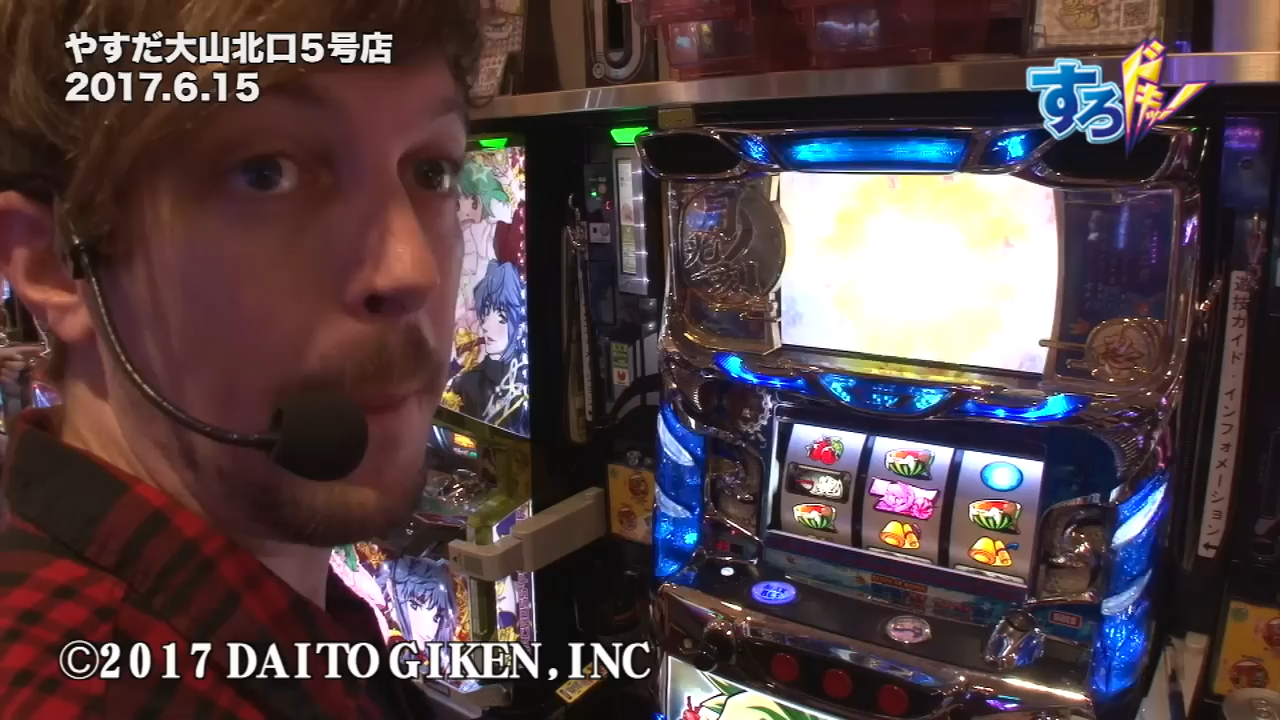 やすだ大山北口5号店
2017.6.15
すろドキッ!
遊技ガイド・インフォメーション
©2017 DAITO GIKEN, INC